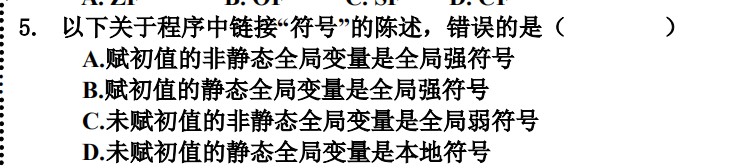 5. 以下关于程序中链接“符号”的陈述，错误的是（ ）
A.赋初值的非静态全局变量是全局强符号
B.赋初值的静态全局变量是全局强符号
C.未赋初值的非静态全局变量是全局弱符号
D.未赋初值的静态全局变量是本地符号